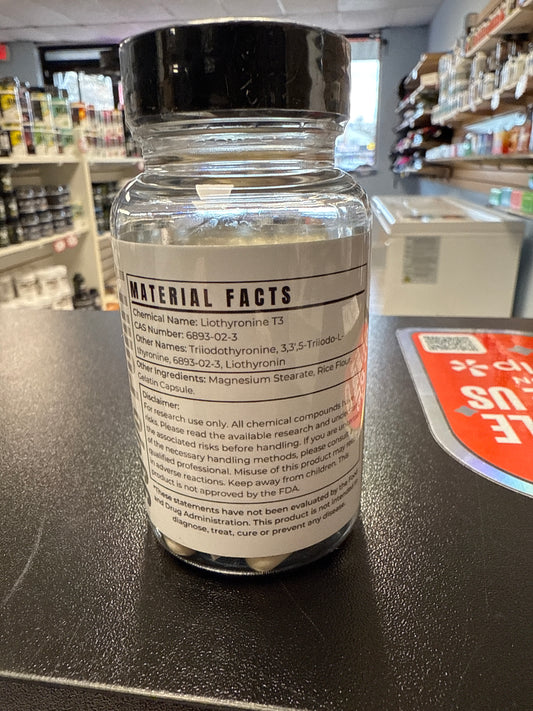 MATERIAL FACTS
Chemical Name: Liothyronine T3
CAS Number: 6893-02-3
Other Names: Triiodothyronine, 3,3',5-Triiodo-L-
thyronine, 6893-02-3, Liothyronin
Other Ingredients: Magnesium Stearate, Rice Flour,
Gelatin Capsule.
Disclaimer:
For research use only. All chemical compounds
risks. Please read the available research and
the associated risks before handling. If you are
of the necessary handling methods, please consult
qualified professional. Misuse of this product may
in adverse reactions. Keep away from children. This
product is not approved by the FDA.
These statements have not been evaluated by the Food
and Drug Administration. This product is not intended
diagnose, treat, cure or prevent any disease.
US